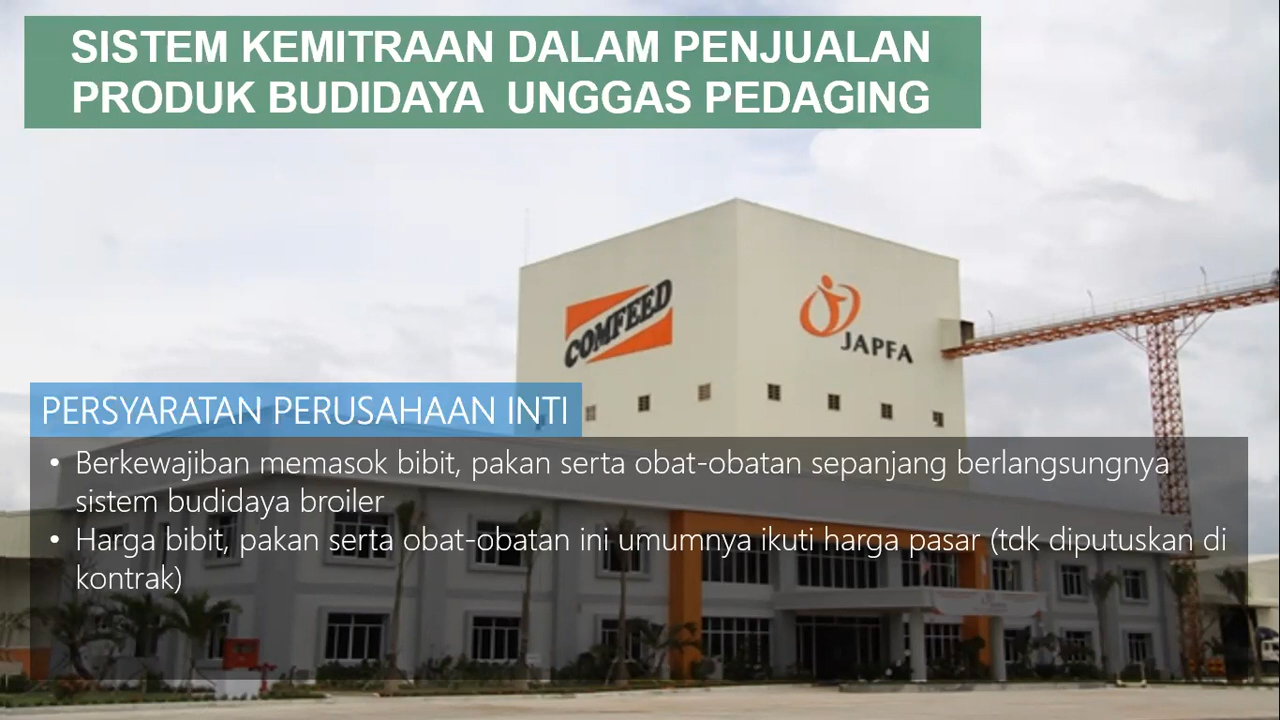 SISTEM KEMITRAAN DALAM PENJUALAN
PRODUK BUDIDAYA UNGGAS PEDAGING
COMFEED
JAPFA
PERSYARATAN PERUSAHAAN INTI
• Berkewajiban memasok bibit, pakan serta obat-obatan sepanjang berlangsungnya
sistem budidaya broiler
• Harga bibit, pakan serta obat-obatan ini umumnya ikuti harga pasar (tdk diputuskan di
kontrak)